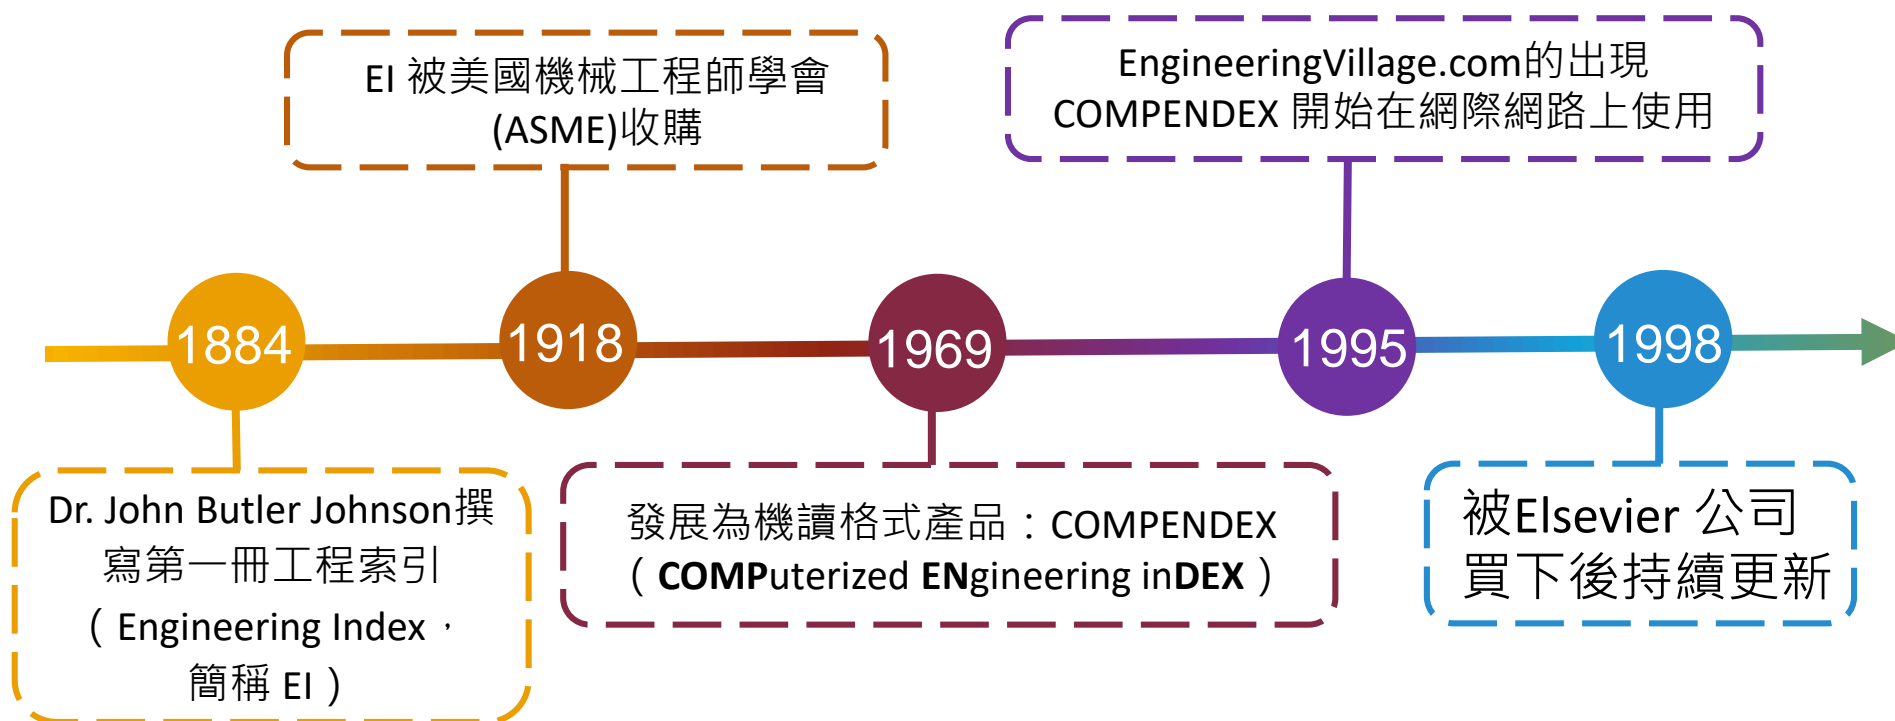 EI 被美國機械工程師學會
(ASME)收購
EngineeringVillage.com的出現
COMPENDEX 開始在網際網路上使用
1884
1918
1969
1995
1998
Dr. John Butler Johnson撰
寫第一冊工程索引
（ Engineering Index，
簡稱 EI ）
發展為機讀格式產品：COMPENDEX
（ COMPuterized ENgineering inDEX ）
被Elsevier 公司
買下後持續更新